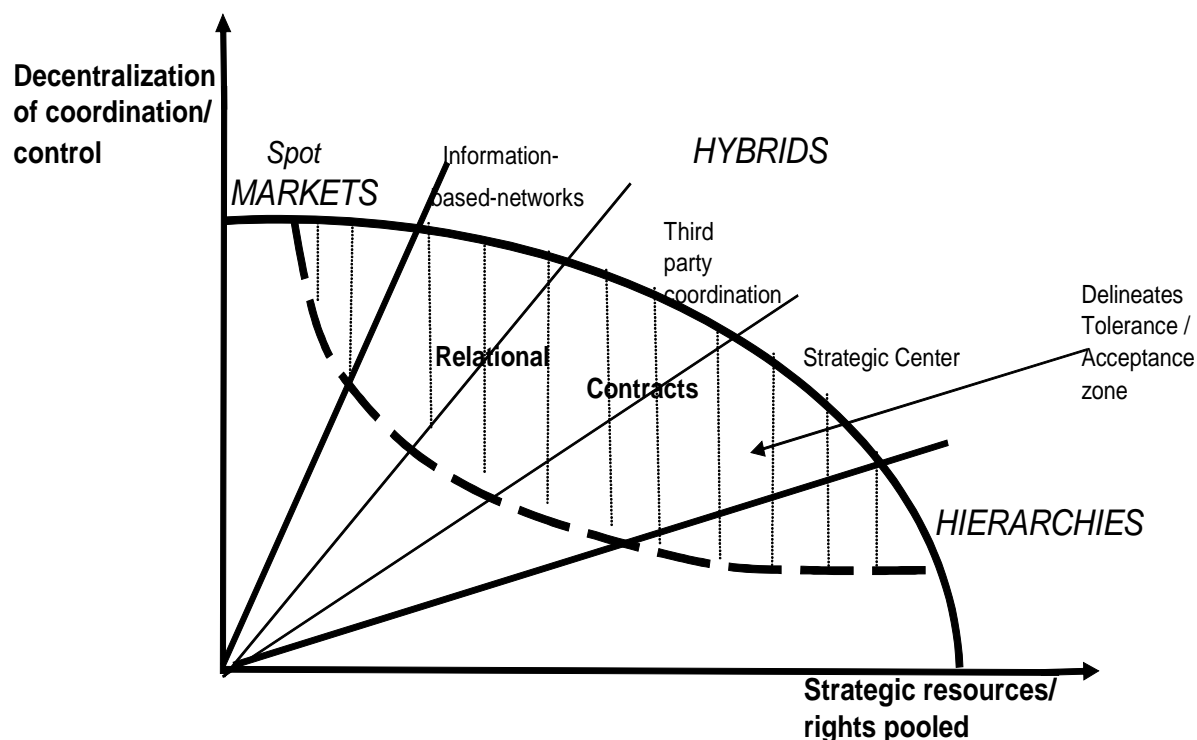 Decentralization
of coordination/
control
Spot
MARKETS
Information-
based-networks
HYBRIDS
Third
party
coordination
Delineates
Tolerance /
Acceptance
zone
Relational
Contracts
Strategic Center
HIERARCHIES
Strategic resources/
rights pooled